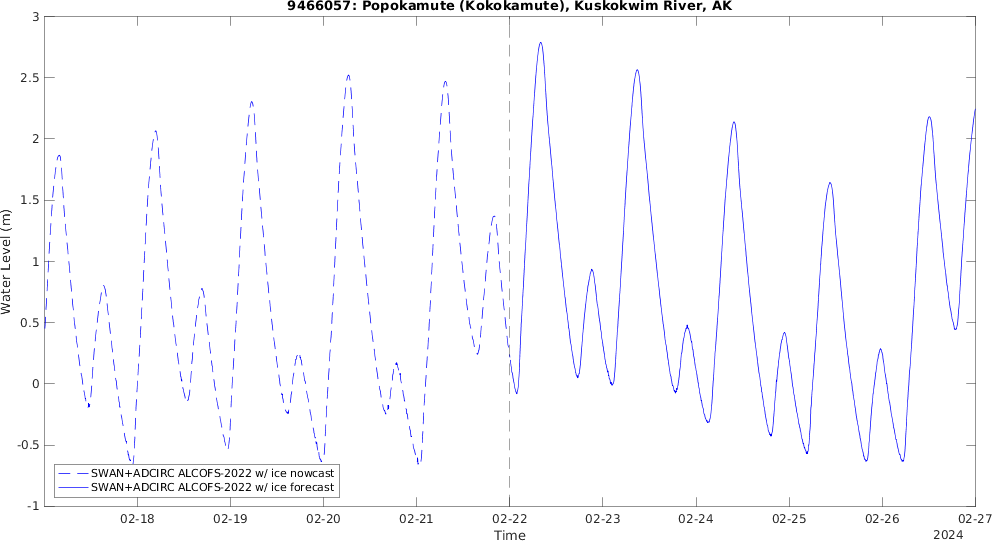 9466057: Popokamute (Kokokamute), Kuskokwim River, AK
3
2.5
2
1.5
1
0.5
0
-0.5
-1
Water Level (m)
SWAN+ADCIRC ALCOFS-2022 w/ ice nowcast
SWAN+ADCIRC ALCOFS-2022 w/ ice forecast
02-18 02-19 02-20 02-21 02-22 02-23 02-24 02-25 02-26 02-27
Time
2024